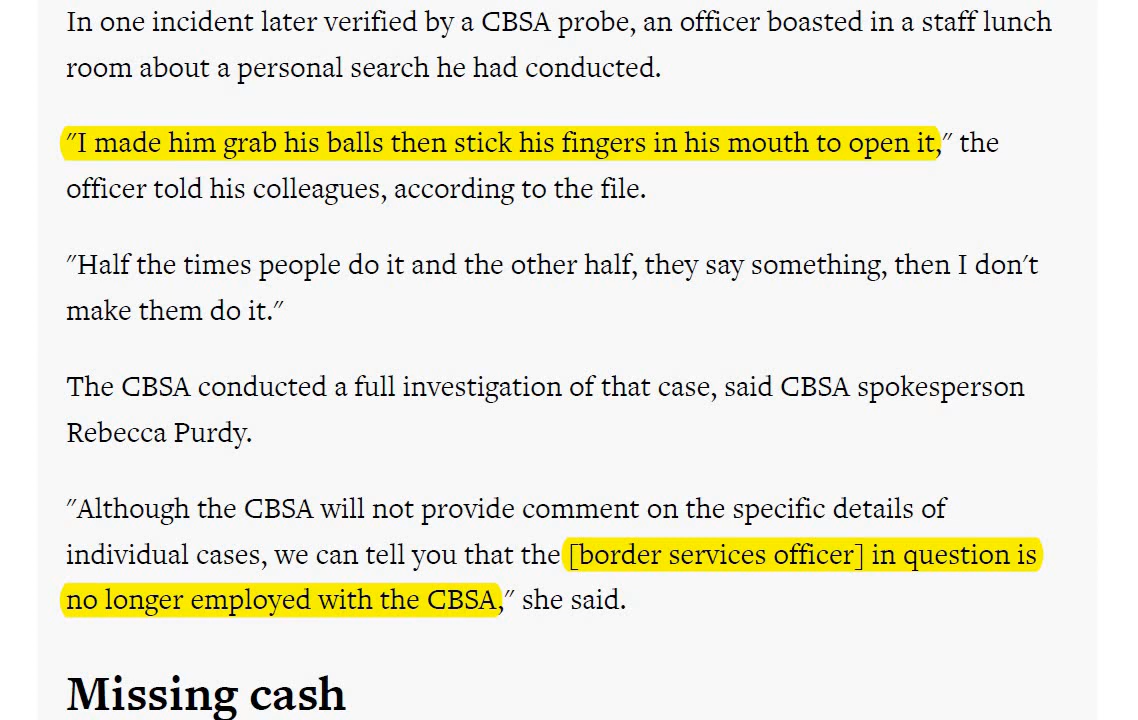 In one incident later verified by a CBSA probe, an officer boasted in a staff lunch
room about a personal search he had conducted.
"I made him grab his balls then stick his fingers in his mouth to open it," the
officer told his colleagues, according to the file.
"Half the times people do it and the other half, they say something, then I don't
make them do it."
The CBSA conducted a full investigation of that case, said CBSA spokesperson
Rebecca Purdy.
"Although the CBSA will not provide comment on the specific details of
individual cases, we can tell you that the [border services officer] in question is
no longer employed with the CBSA," she said.
Missing cash